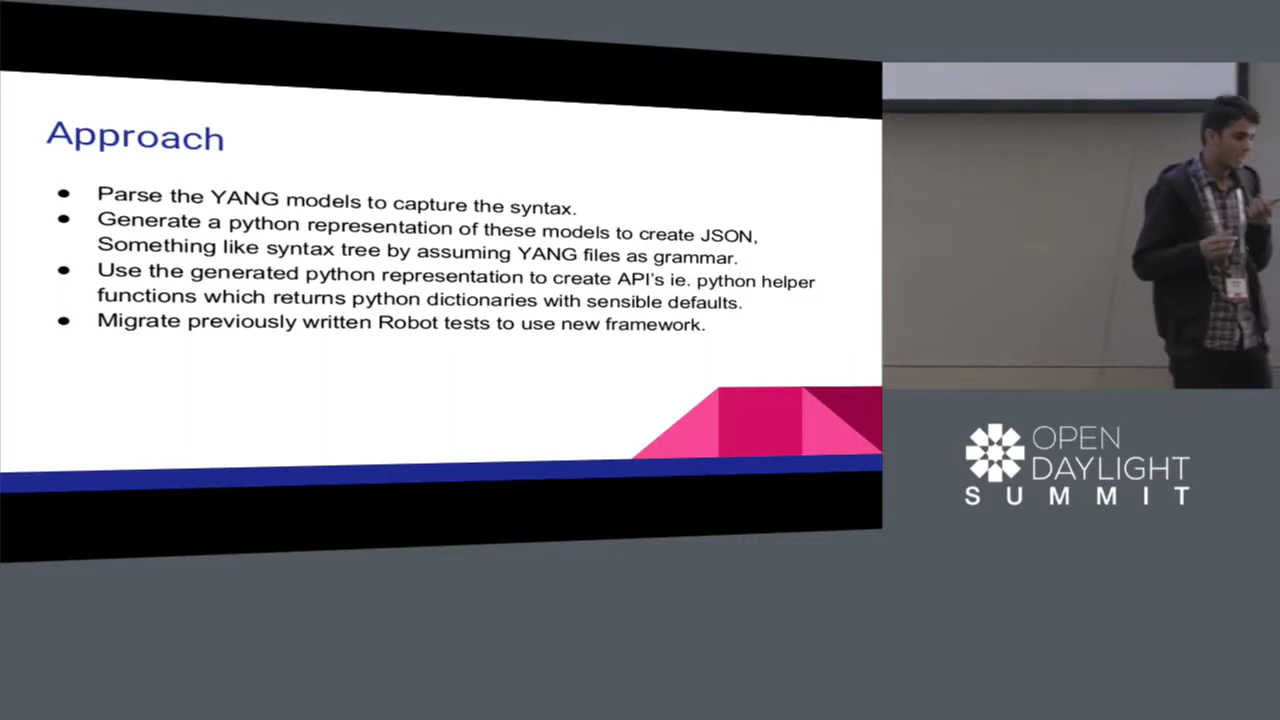 Approach
● Parse the YANG models to capture the syntax.
● Generate a python representation of these models to create JSON,
Something like syntax tree by assuming YANG files as grammar.
● Use the generated python representation to create API's ie. python helper
functions which returns python dictionaries with sensible defaults.
● Migrate previously written Robot tests to use new framework.
OPEN
DAYLIGHT
SUMMIT